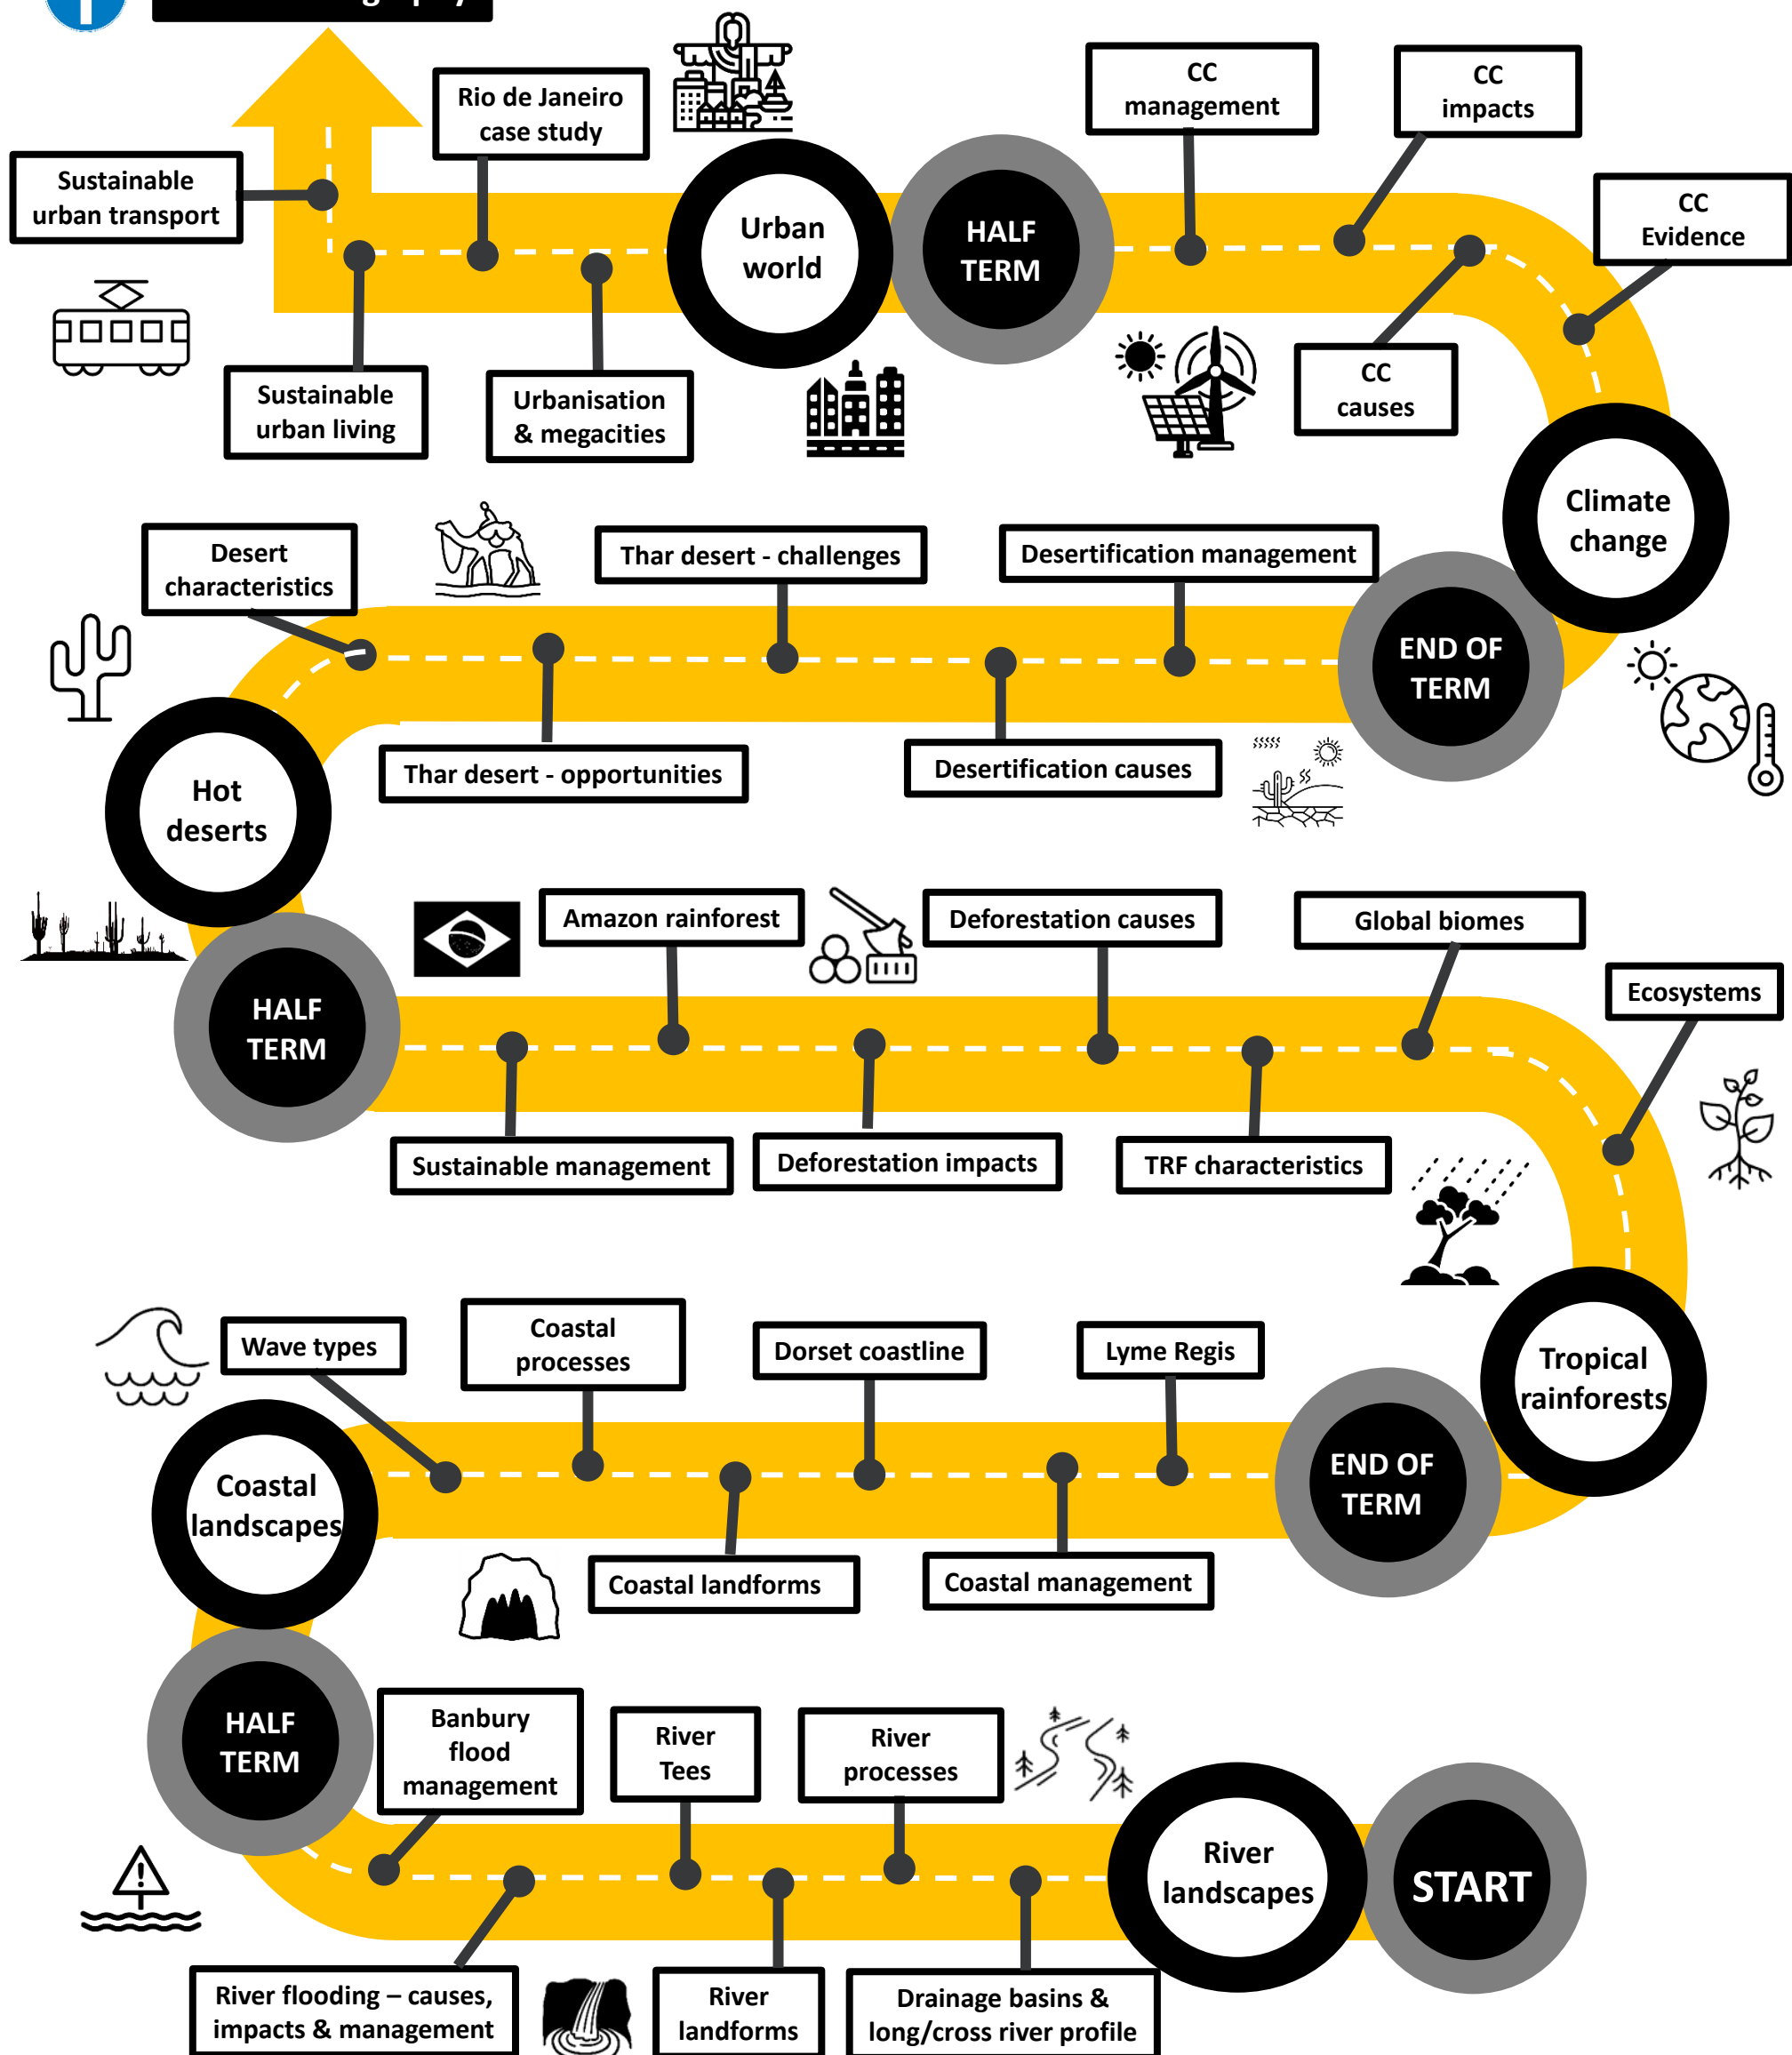 Rio de Janeiro
case study
CC
management
CC
impacts
Sustainable
urban transport
CC
Evidence
Urban
world
HALF
TERM
Sustainable
urban living
Urbanisation
& megacities
CC
causes
Climate
change
Desert
characteristics
Thar desert - challenges
Desertification management
END OF
TERM
Thar desert - opportunities
Desertification causes
Hot
deserts
Amazon rainforest
Deforestation causes
Global biomes
Ecosystems
HALF
TERM
Sustainable management
Deforestation impacts
TRF characteristics
Wave types
Coastal
processes
Dorset coastline
Lyme Regis
Tropical
rainforests
Coastal
landscapes
END OF
TERM
Coastal landforms
Coastal management
HALF
TERM
Banbury
flood
management
River
Tees
River
processes
River
landscapes
START
River flooding – causes,
impacts & management
River
landforms
Drainage basins &
long/cross river profile